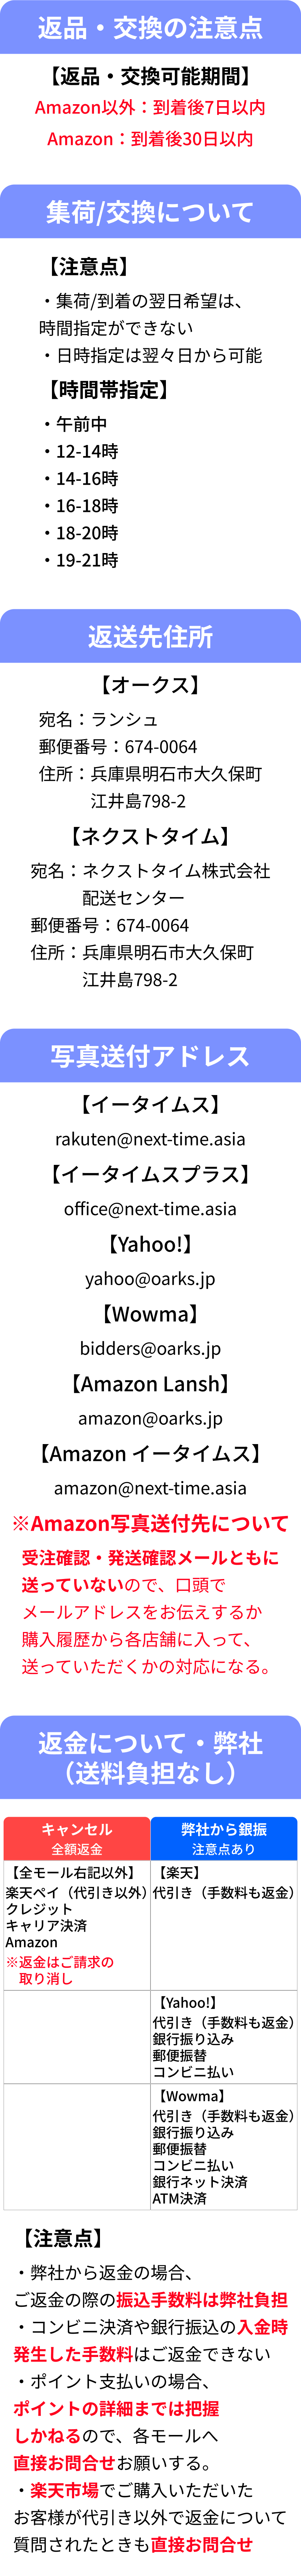 返品・交換の注意点
【返品・交換可能期間】
Amazon以外：到着後7日以内
Amazon：到着後30日以内
集荷/交換について
【注意点】
・集荷/到着の翌日希望は、
時間指定ができない
・日時指定は翌々日から可能
【時間帯指定】
・午前中
・12-14時
・14-16時
・16-18時
・18-20時
・19-21時
返送先住所
【オークス】
宛名：ランシュ
郵便番号：674-0064
住所：兵庫県明石市大久保町
江井島798-2
【ネクストタイム】
宛名：ネクストタイム株式会社
配送センター
郵便番号：674-0064
住所：兵庫県明石市大久保町
江井島798-2
写真送付アドレス
【イータイムス】
rakuten@next-time.asia
【イータイムスプラス】
office@next-time.asia
【Yahoo!】
yahoo@oarks.jp
【Wowma】
bidders@oarks.jp
【Amazon Lansh】
amazon@oarks.jp
【Amazon イータイムス】
amazon@next-time.asia
※Amazon写真送付先について
受注確認・発送確認メールともに
送っていないので、口頭で
メールアドレスをお伝えするか
購入履歴から各店舗に入って、
送っていただくかの対応になる。
返金について・弊社
（送料負担なし）
キャンセル
全額返金
弊社から銀振
注意点あり
【全モール右記以外】
楽天ペイ（代引き以外）
クレジット
キャリア決済
Amazon
※返金はご請求の
取り消し
【楽天】
代引き（手数料も返金）
【Yahoo!】
代引き（手数料も返金）
銀行振り込み
郵便振替
コンビニ払い
【Wowma】
代引き（手数料も返金）
銀行振り込み
郵便振替
コンビニ払い
銀行ネット決済
ATM決済
【注意点】
・弊社から返金の場合、
ご返金の際の振込手数料は弊社負担
・コンビニ決済や銀行振込の入金時
発生した手数料はご返金できない
・ポイント支払いの場合、
ポイントの詳細までは把握
しかねるので、各モールへ
直接お問合せお願いする。
・楽天市場でご購入いただいた
お客様が代引き以外で返金について
質問されたときも直接お問合せ